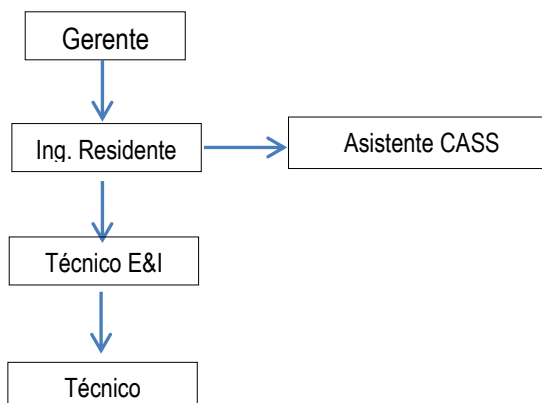 Gerente
Ing. Residente
Asistente CASS
Técnico E&I
Técnico